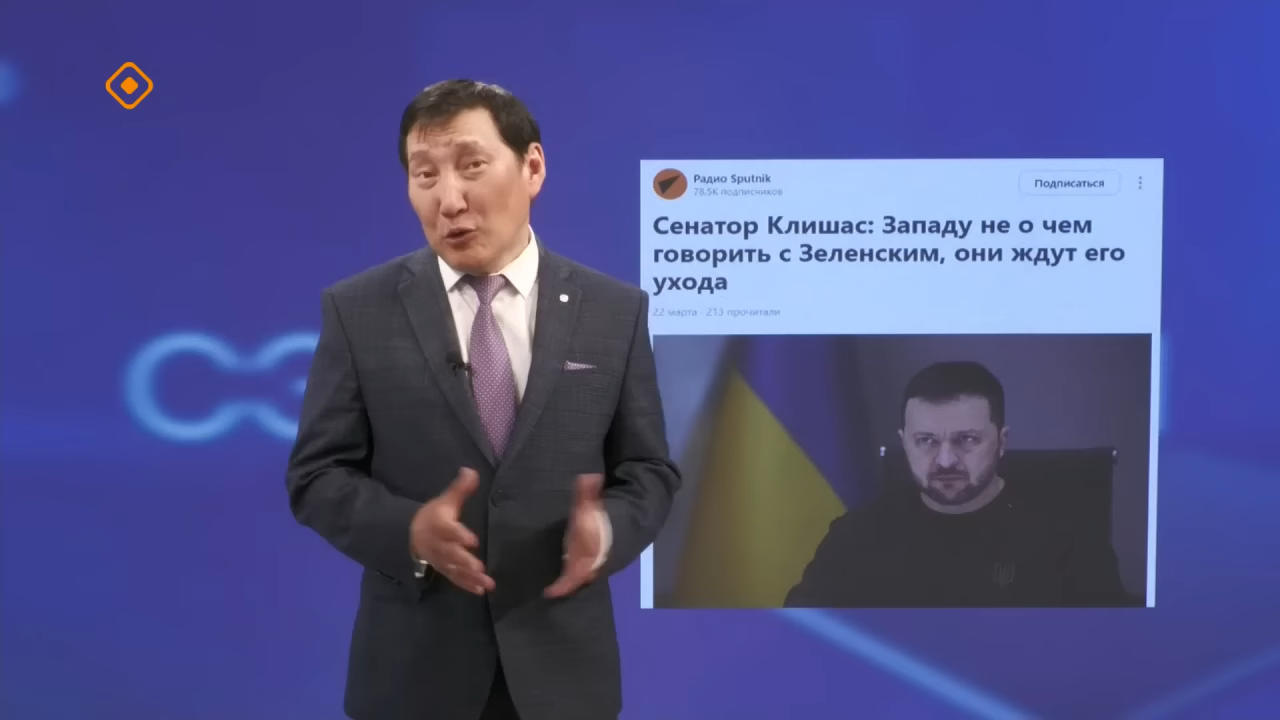 Радио Sputnik
78.5K подписчиков
Подписаться
Сенатор Клишас: Западу не о чем
говорить с Зеленским, они ждут его
ухода
22 марта · 213 прочитали